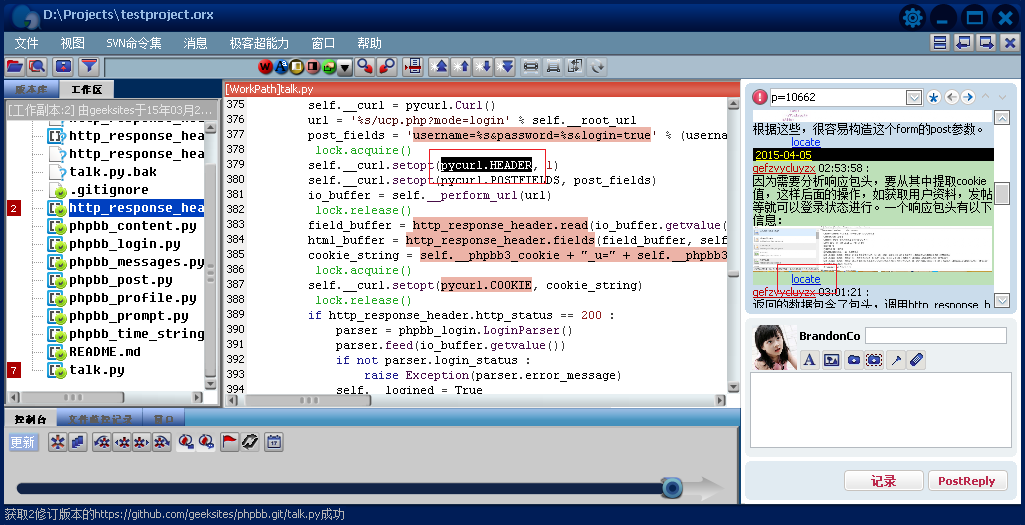 D:\Projects\testproject.orx
文件 视图 SVN命令集 消息 极客超能力 窗口 帮助
版本库 工作区
[工作副本:2] 由geeksites于15年03月2...
http_response_hea
http_response_hea
talk.py.bak
.gitignore
2 http_response_hea
phpbb_content.py
phpbb_login.py
phpbb_messages.py
phpbb_post.py
phpbb_profile.py
phpbb_prompt.py
phpbb_time_string
README.md
7 talk.py
[WorkPath]talk.py
375 self.__curl = pycurl.Curl()
376 url = '%s/ucp.php?mode=login' % self.__root_url
377 post_fields = 'username=%s&password=%s&login=true' % (userna
378 lock.acquire()
379 self.__curl.setopt(pycurl.HEADER, 1)
380 self.__curl.setopt(pycurl.POSTFIELDS, post_fields)
381 io_buffer = self.__perform_url(url)
382 lock.release()
383 field_buffer = http_response_header.read(io_buffer.getvalue(
384 html_buffer = http_response_header.fields(field_buffer, self
385 cookie_string = self.__phpbb3_cookie + "_u=" + self.__phpbb3
386 lock.acquire()
387 self.__curl.setopt(pycurl.COOKIE, cookie_string)
388 lock.release()
389 if http_response_header.http_status == 200 :
390 parser = phpbb_login.LoginParser()
391 parser.feed(io_buffer.getvalue())
392 if not parser.login_status :
393 raise Exception(parser.error_message)
394 self.__logined = True
p=10662
根据这些，很容易构造这个form的post参数。
locate
2015-04-05
gefzvycluyzx 02:53:58 :
因为需要分析响应包头，要从其中提取cookie
值，这样后面的操作，如获取用户资料，发帖
等就可以登录状态进行。一个响应包头有以下
信息：
locate
gefzvycluyzx 03:01:21 :
返回的数据包含了包头，调用http_response_h
BrandonCo
记录 PostReply
控制台 文件监控记录 窗口
更新
17
获取2修订版本的https://github.com/geeksites/phpbb.git/talk.py成功